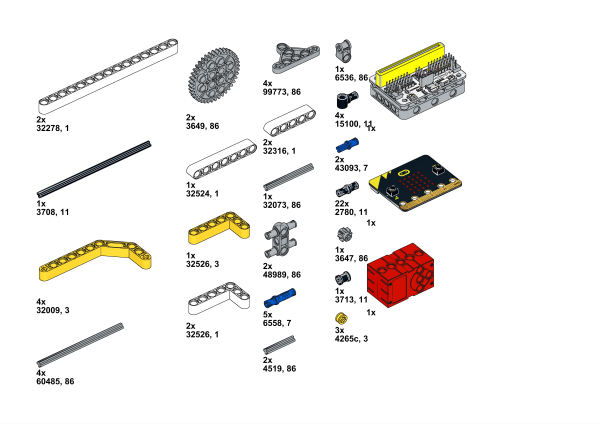 2x
32278, 1
1x
3708, 11
4x
32009, 3
4x
60485, 86
2x
3649, 86
1x
32524, 1
1x
32526, 3
2x
32526, 1
4x
99773, 86
2x
32316, 1
1x
32073, 86
2x
48989, 86
5x
6558, 7
2x
4519, 86
1x
6536, 86
4x
15100, 11
2x
43093, 7
22x
2780, 11
1x
3647, 86
1x
3713, 11
3x
4265c, 3
1x
1x
1x